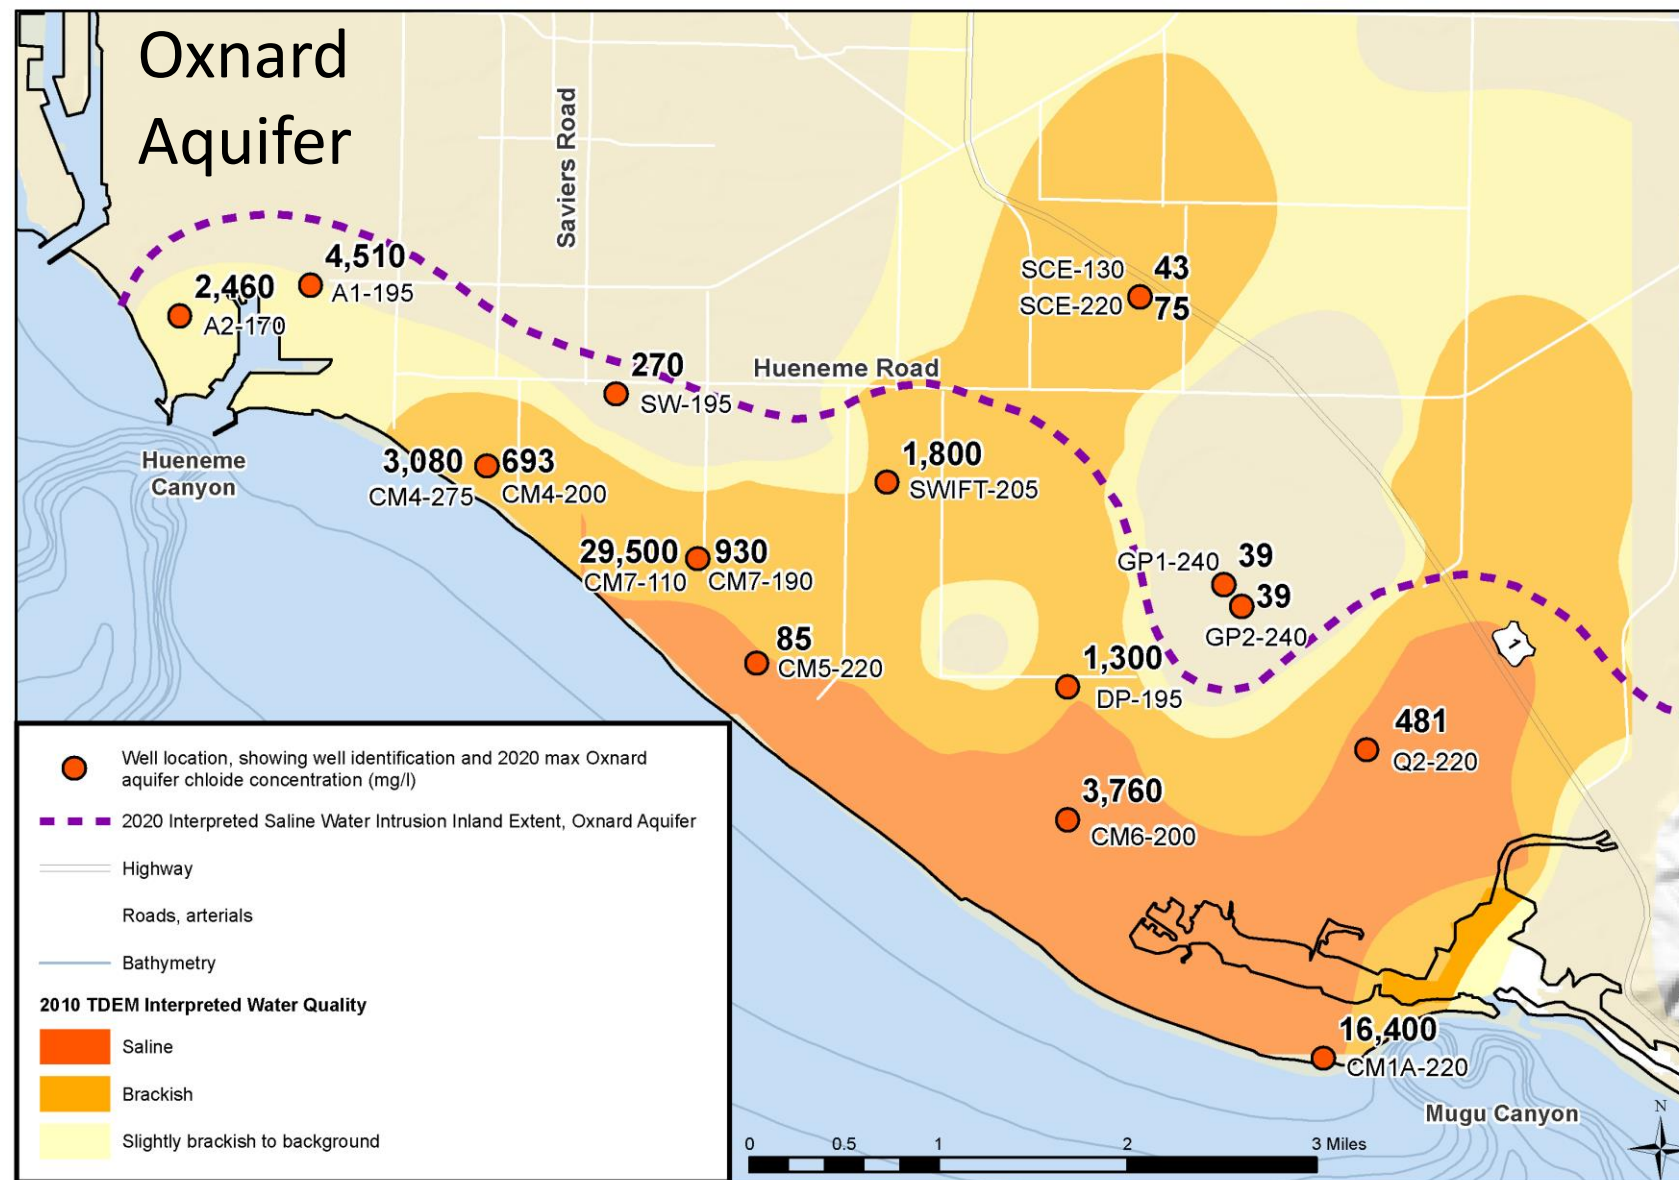 Oxnard
Aquifer
Saviers Road
4,510
A1-195
2,460
A2-170
SCE-130 43
SCE-220 75
270
SW-195
Hueneme Road
Hueneme
Canyon
3,080 693
CM4-275 CM4-200
1,800
SWIFT-205
29,500 930
CM7-110 CM7-190
GP1-240 39
39
GP2-240
85
CM5-220
1,300
DP-195
1
481
Q2-220
3,760
CM6-200
16,400
CM1A-220
Mugu Canyon
N
0 0.5 1 2 3 Miles
Well location, showing well identification and 2020 max Oxnard
aquifer chloide concentration (mg/l)
2020 Interpreted Saline Water Intrusion Inland Extent, Oxnard Aquifer
Highway
Roads, arterials
Bathymetry
2010 TDEM Interpreted Water Quality
Saline
Brackish
Slightly brackish to background